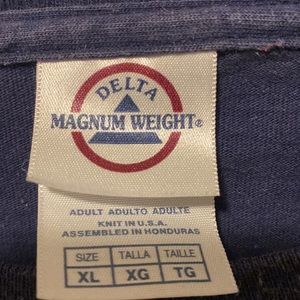 DELTA
MAGNUM WEIGHT®
ADULT ADULTO ADULTE
KNIT IN U.S.A.
ASSEMBLED IN HONDURAS
SIZE TALLA TAILLE
XL XG TG